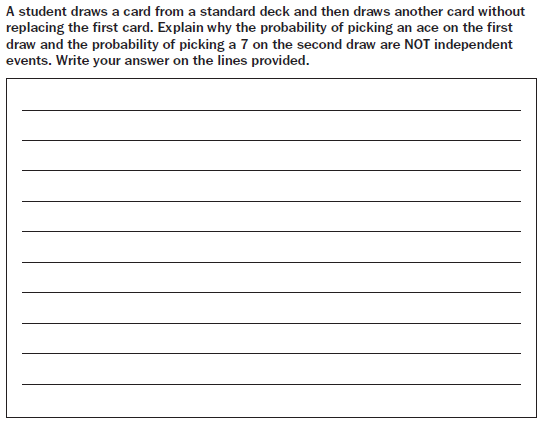 A student draws a card from a standard deck and then draws another card without
replacing the first card. Explain why the probability of picking an ace on the first
draw and the probability of picking a 7 on the second draw are NOT independent
events. Write your answer on the lines provided.